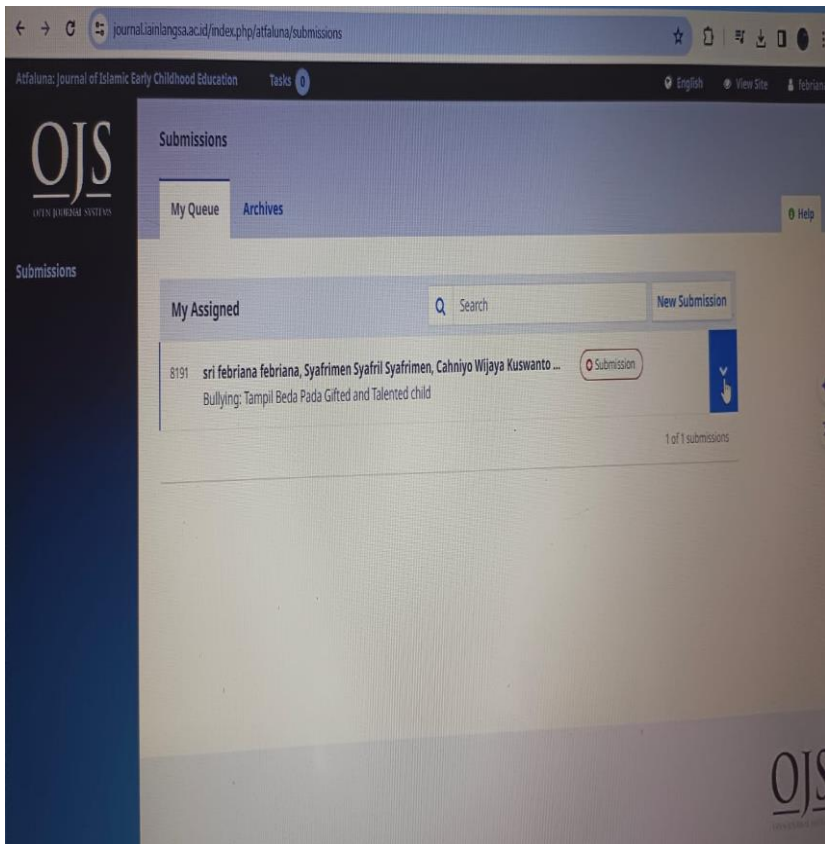 journal.iainlangsa.ac.id/index.php/atfaluna/submissions
Atfaluna: Journal of Islamic Early Childhood Education Tasks 0 English View Site febriana
OJS
OPEN JOURNAL SYSTEMS
Submissions
My Queue Archives Help
Submissions
My Assigned Search New Submission
8191 sri febriana febriana, Syafrimen Syafril Syafrimen, Cahniyo Wijaya Kuswanto ... Submission
Bullying: Tampil Beda Pada Gifted and Talented child
1 of 1 submissions
OJS